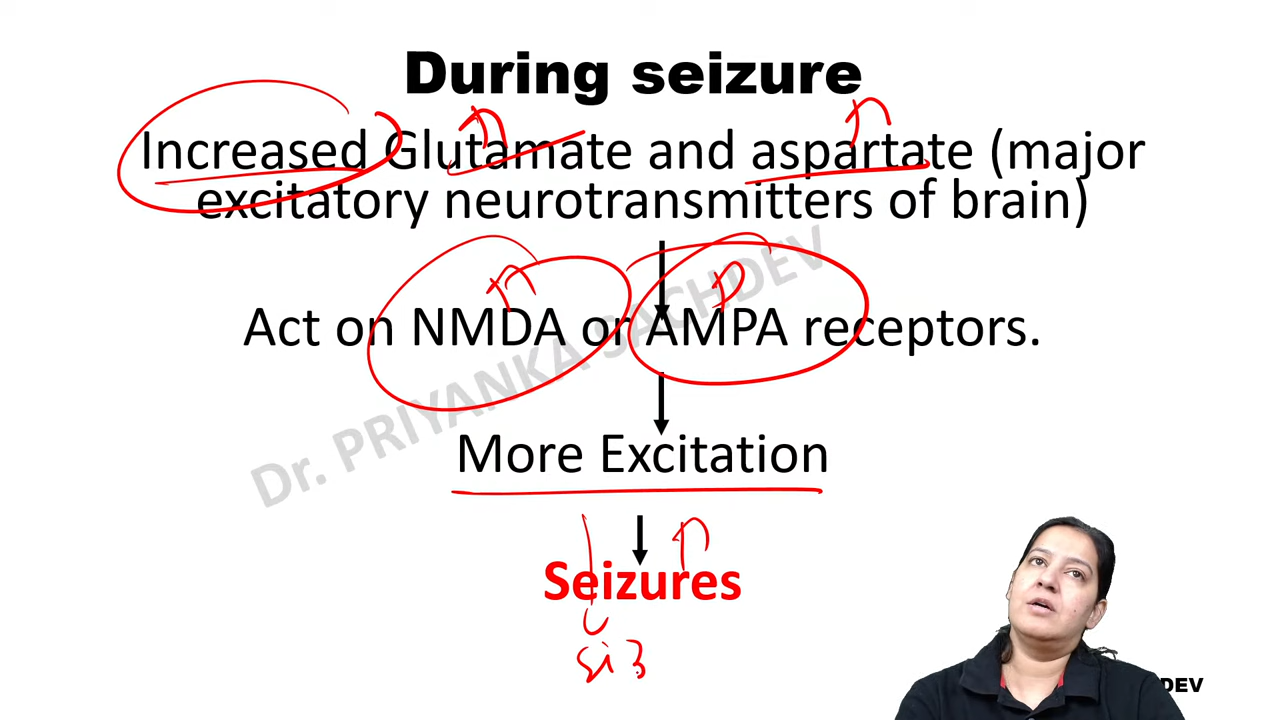 During seizure
Increased Glutamate and aspartate (major
excitatory neurotransmitters of brain)
Act on NMDA or AMPA receptors.
Dr. PRIYANKA SACHDEV
More Excitation
Seizures
DEV